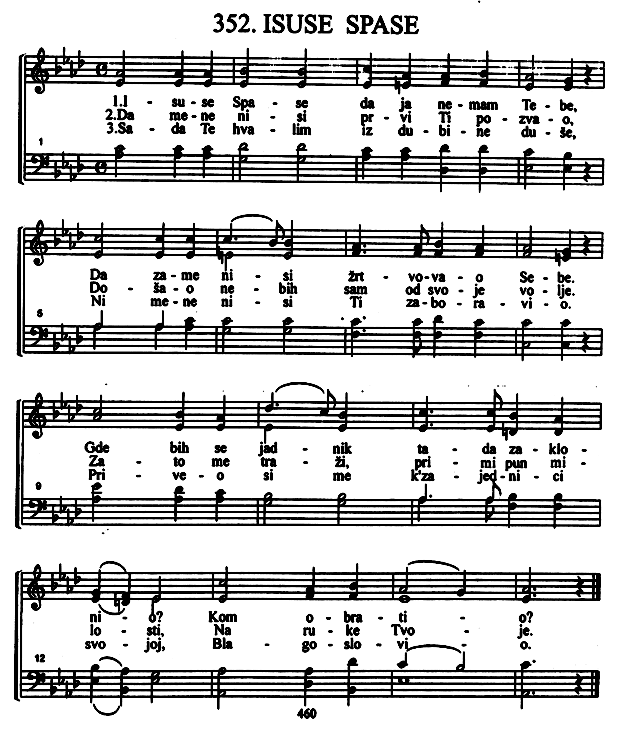 352. ISUSE SPASE
1.I - su - se Spa - se da ja ne - mam Te - be,
2.Da me - ne ni - si pr - vi Ti po - zva - o,
3.Sa - da Te hva - lim iz du - bi - ne du - še,
1
Da za - me ni - si žrt - vo - va - o Se - be.
Do - ša - o ne - bih sam od svo - je vo - lje.
Ni me - ne ni - si Ti za - bo - ra - vi - o.
5
Gde bih se jad - nik ta - da za - klo -
Za - to me tra - ži, pri - mi pun mi -
Pri - ve - o si me k'za - jed - ni - ci
9
ni - o? Kom o - bra - ti - o?
lo - sti, Na ru - ke Tvo - je.
svo - joj, Bla - go - slo - vi - o.
12
460